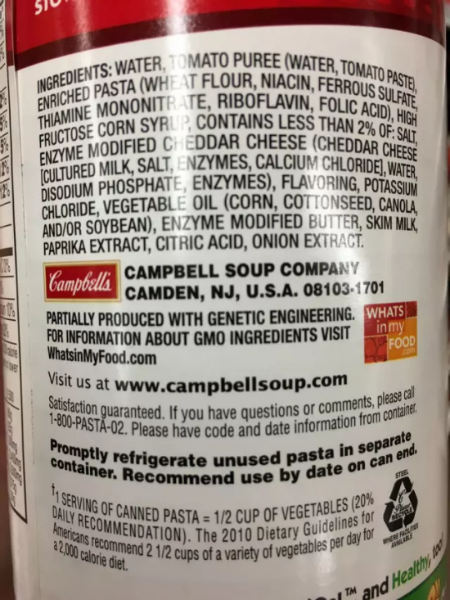 INGREDIENTS: WATER, TOMATO PUREE (WATER, TOMATO PASTE),
ENRICHED PASTA (WHEAT FLOUR, NIACIN, FERROUS SULFATE,
THIAMINE MONONITRATE, RIBOFLAVIN, FOLIC ACID), HIGH
FRUCTOSE CORN SYRUP, CONTAINS LESS THAN 2% OF: SALT,
ENZYME MODIFIED CHEDDAR CHEESE (CHEDDAR CHEESE
[CULTURED MILK, SALT, ENZYMES, CALCIUM CHLORIDE], WATER,
DISODIUM PHOSPHATE, ENZYMES), FLAVORING, POTASSIUM
CHLORIDE, VEGETABLE OIL (CORN, COTTONSEED, CANOLA,
AND/OR SOYBEAN), ENZYME MODIFIED BUTTER, SKIM MILK,
PAPRIKA EXTRACT, CITRIC ACID, ONION EXTRACT.
Campbell's
CAMPBELL SOUP COMPANY
CAMDEN, NJ, U.S.A. 08103-1701
PARTIALLY PRODUCED WITH GENETIC ENGINEERING.
FOR INFORMATION ABOUT GMO INGREDIENTS VISIT
WhatsinMyFood.com
WHATS
in my
FOOD
.com
Visit us at www.campbellsoup.com
Satisfaction guaranteed. If you have questions or comments, please call
1-800-PASTA-02. Please have code and date information from container.
Promptly refrigerate unused pasta in separate
container. Recommend use by date on can end.
†1 SERVING OF CANNED PASTA = 1/2 CUP OF VEGETABLES (20%
DAILY RECOMMENDATION). The 2010 Dietary Guidelines for
Americans recommend 2 1/2 cups of a variety of vegetables per day for
a 2,000 calorie diet.
STEEL
WHERE FACILITIES
AVAILABLE
™ and Healthy,